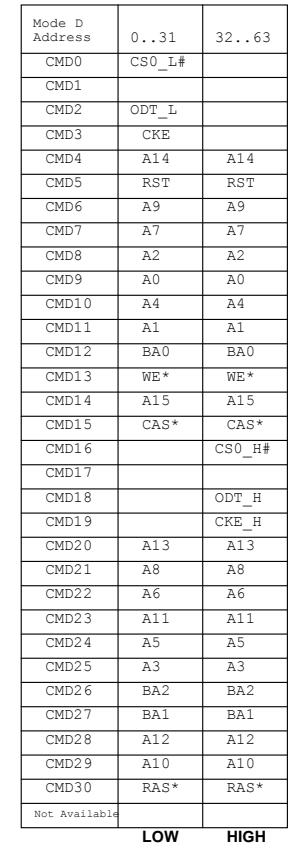 Mode D
Address 0..31 32..63
CMD0 CS0_L#
CMD1
CMD2 ODT_L
CMD3 CKE
CMD4 A14 A14
CMD5 RST RST
CMD6 A9 A9
CMD7 A7 A7
CMD8 A2 A2
CMD9 A0 A0
CMD10 A4 A4
CMD11 A1 A1
CMD12 BA0 BA0
CMD13 WE* WE*
CMD14 A15 A15
CMD15 CAS* CAS*
CMD16 CS0_H#
CMD17
CMD18 ODT_H
CMD19 CKE_H
CMD20 A13 A13
CMD21 A8 A8
CMD22 A6 A6
CMD23 A11 A11
CMD24 A5 A5
CMD25 A3 A3
CMD26 BA2 BA2
CMD27 BA1 BA1
CMD28 A12 A12
CMD29 A10 A10
CMD30 RAS* RAS*
Not Available
LOW HIGH